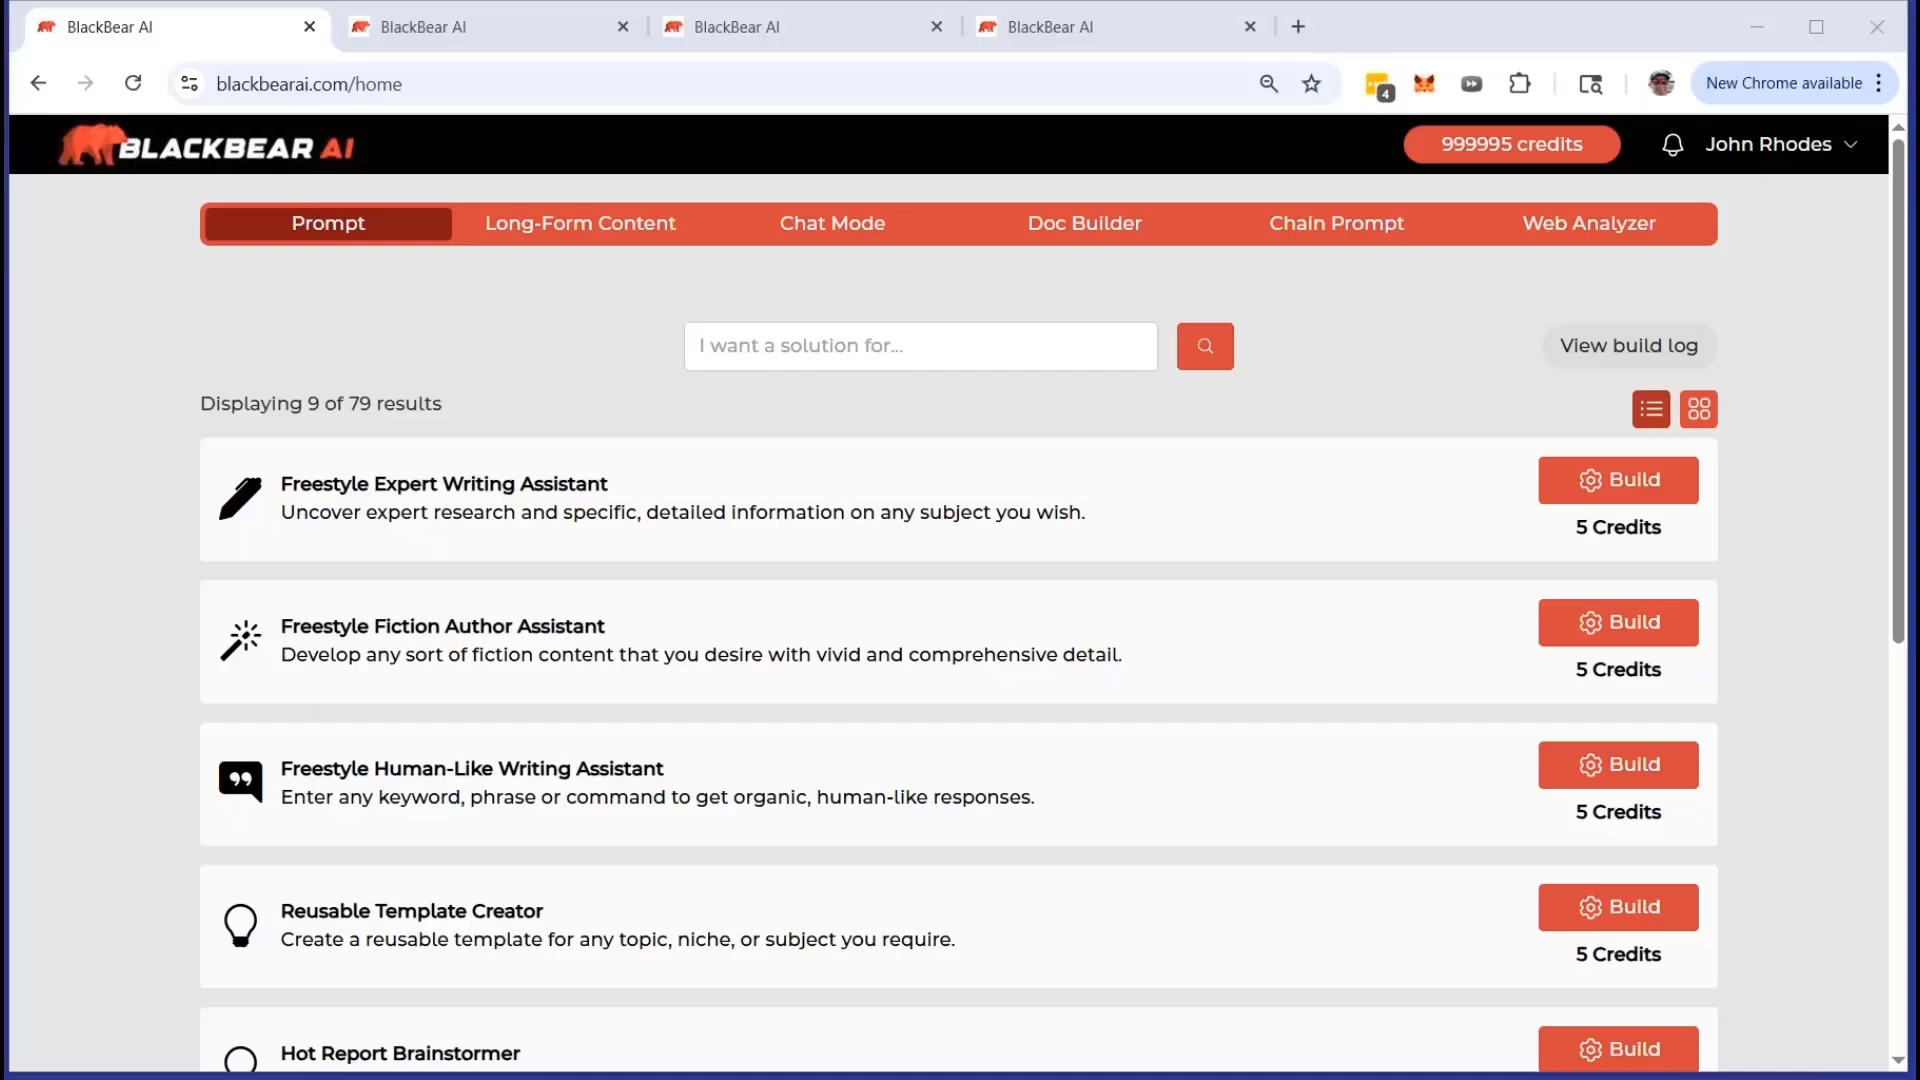 BlackBear AI
BlackBear AI
BlackBear AI
BlackBear AI
blackbearai.com/home
4
New Chrome available
BLACKBEAR AI
999995 credits
John Rhodes
Prompt
Long-Form Content
Chat Mode
Doc Builder
Chain Prompt
Web Analyzer
I want a solution for...
View build log
Displaying 9 of 79 results
Freestyle Expert Writing Assistant
Uncover expert research and specific, detailed information on any subject you wish.
Build
5 Credits
Freestyle Fiction Author Assistant
Develop any sort of fiction content that you desire with vivid and comprehensive detail.
Build
5 Credits
Freestyle Human-Like Writing Assistant
Enter any keyword, phrase or command to get organic, human-like responses.
Build
5 Credits
Reusable Template Creator
Create a reusable template for any topic, niche, or subject you require.
Build
5 Credits
Hot Report Brainstormer
Build